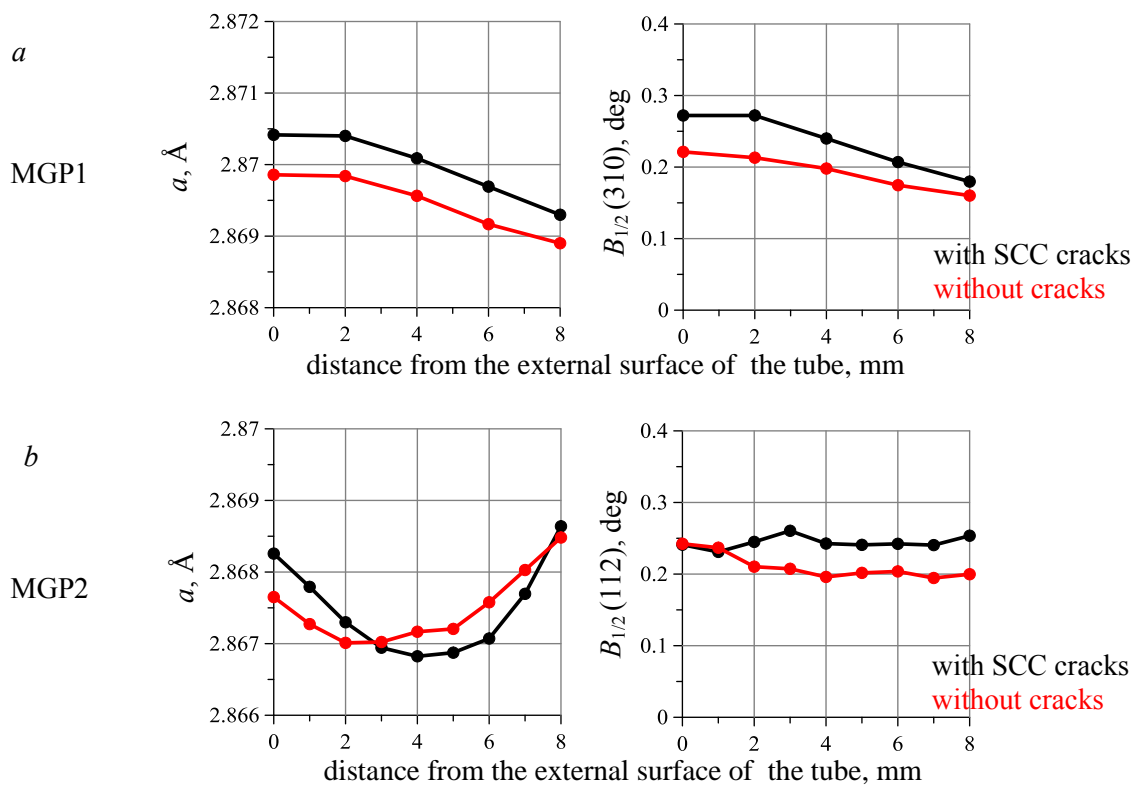 a
MGP1
a, Å
2.872
2.871
2.87
2.869
2.868
0 2 4 6 8
B1/2 (310), deg
0.4
0.3
0.2
0.1
0
0 2 4 6 8
with SCC cracks
without cracks
distance from the external surface of the tube, mm
b
MGP2
a, Å
2.87
2.869
2.868
2.867
2.866
0 2 4 6 8
B1/2 (112), deg
0.4
0.3
0.2
0.1
0
0 2 4 6 8
with SCC cracks
without cracks
distance from the external surface of the tube, mm